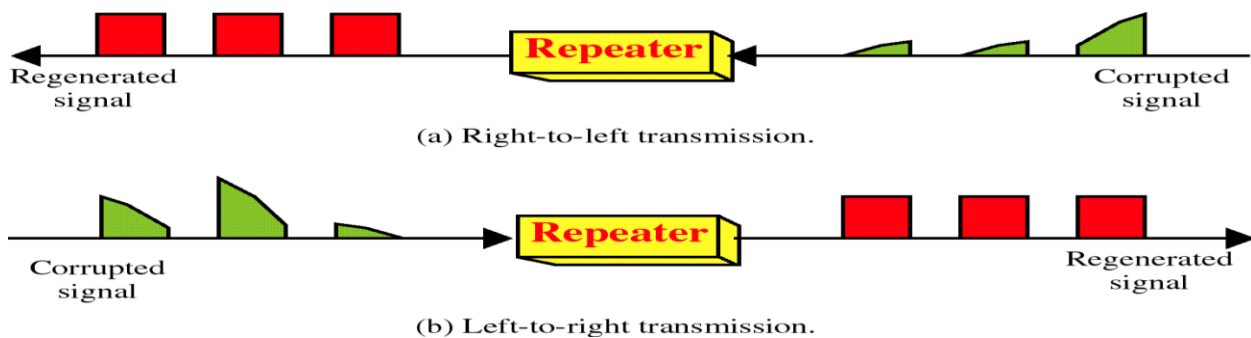 Repeater
Regenerated
signal
Corrupted
signal
(a) Right-to-left transmission.
Repeater
Corrupted
signal
Regenerated
signal
(b) Left-to-right transmission.